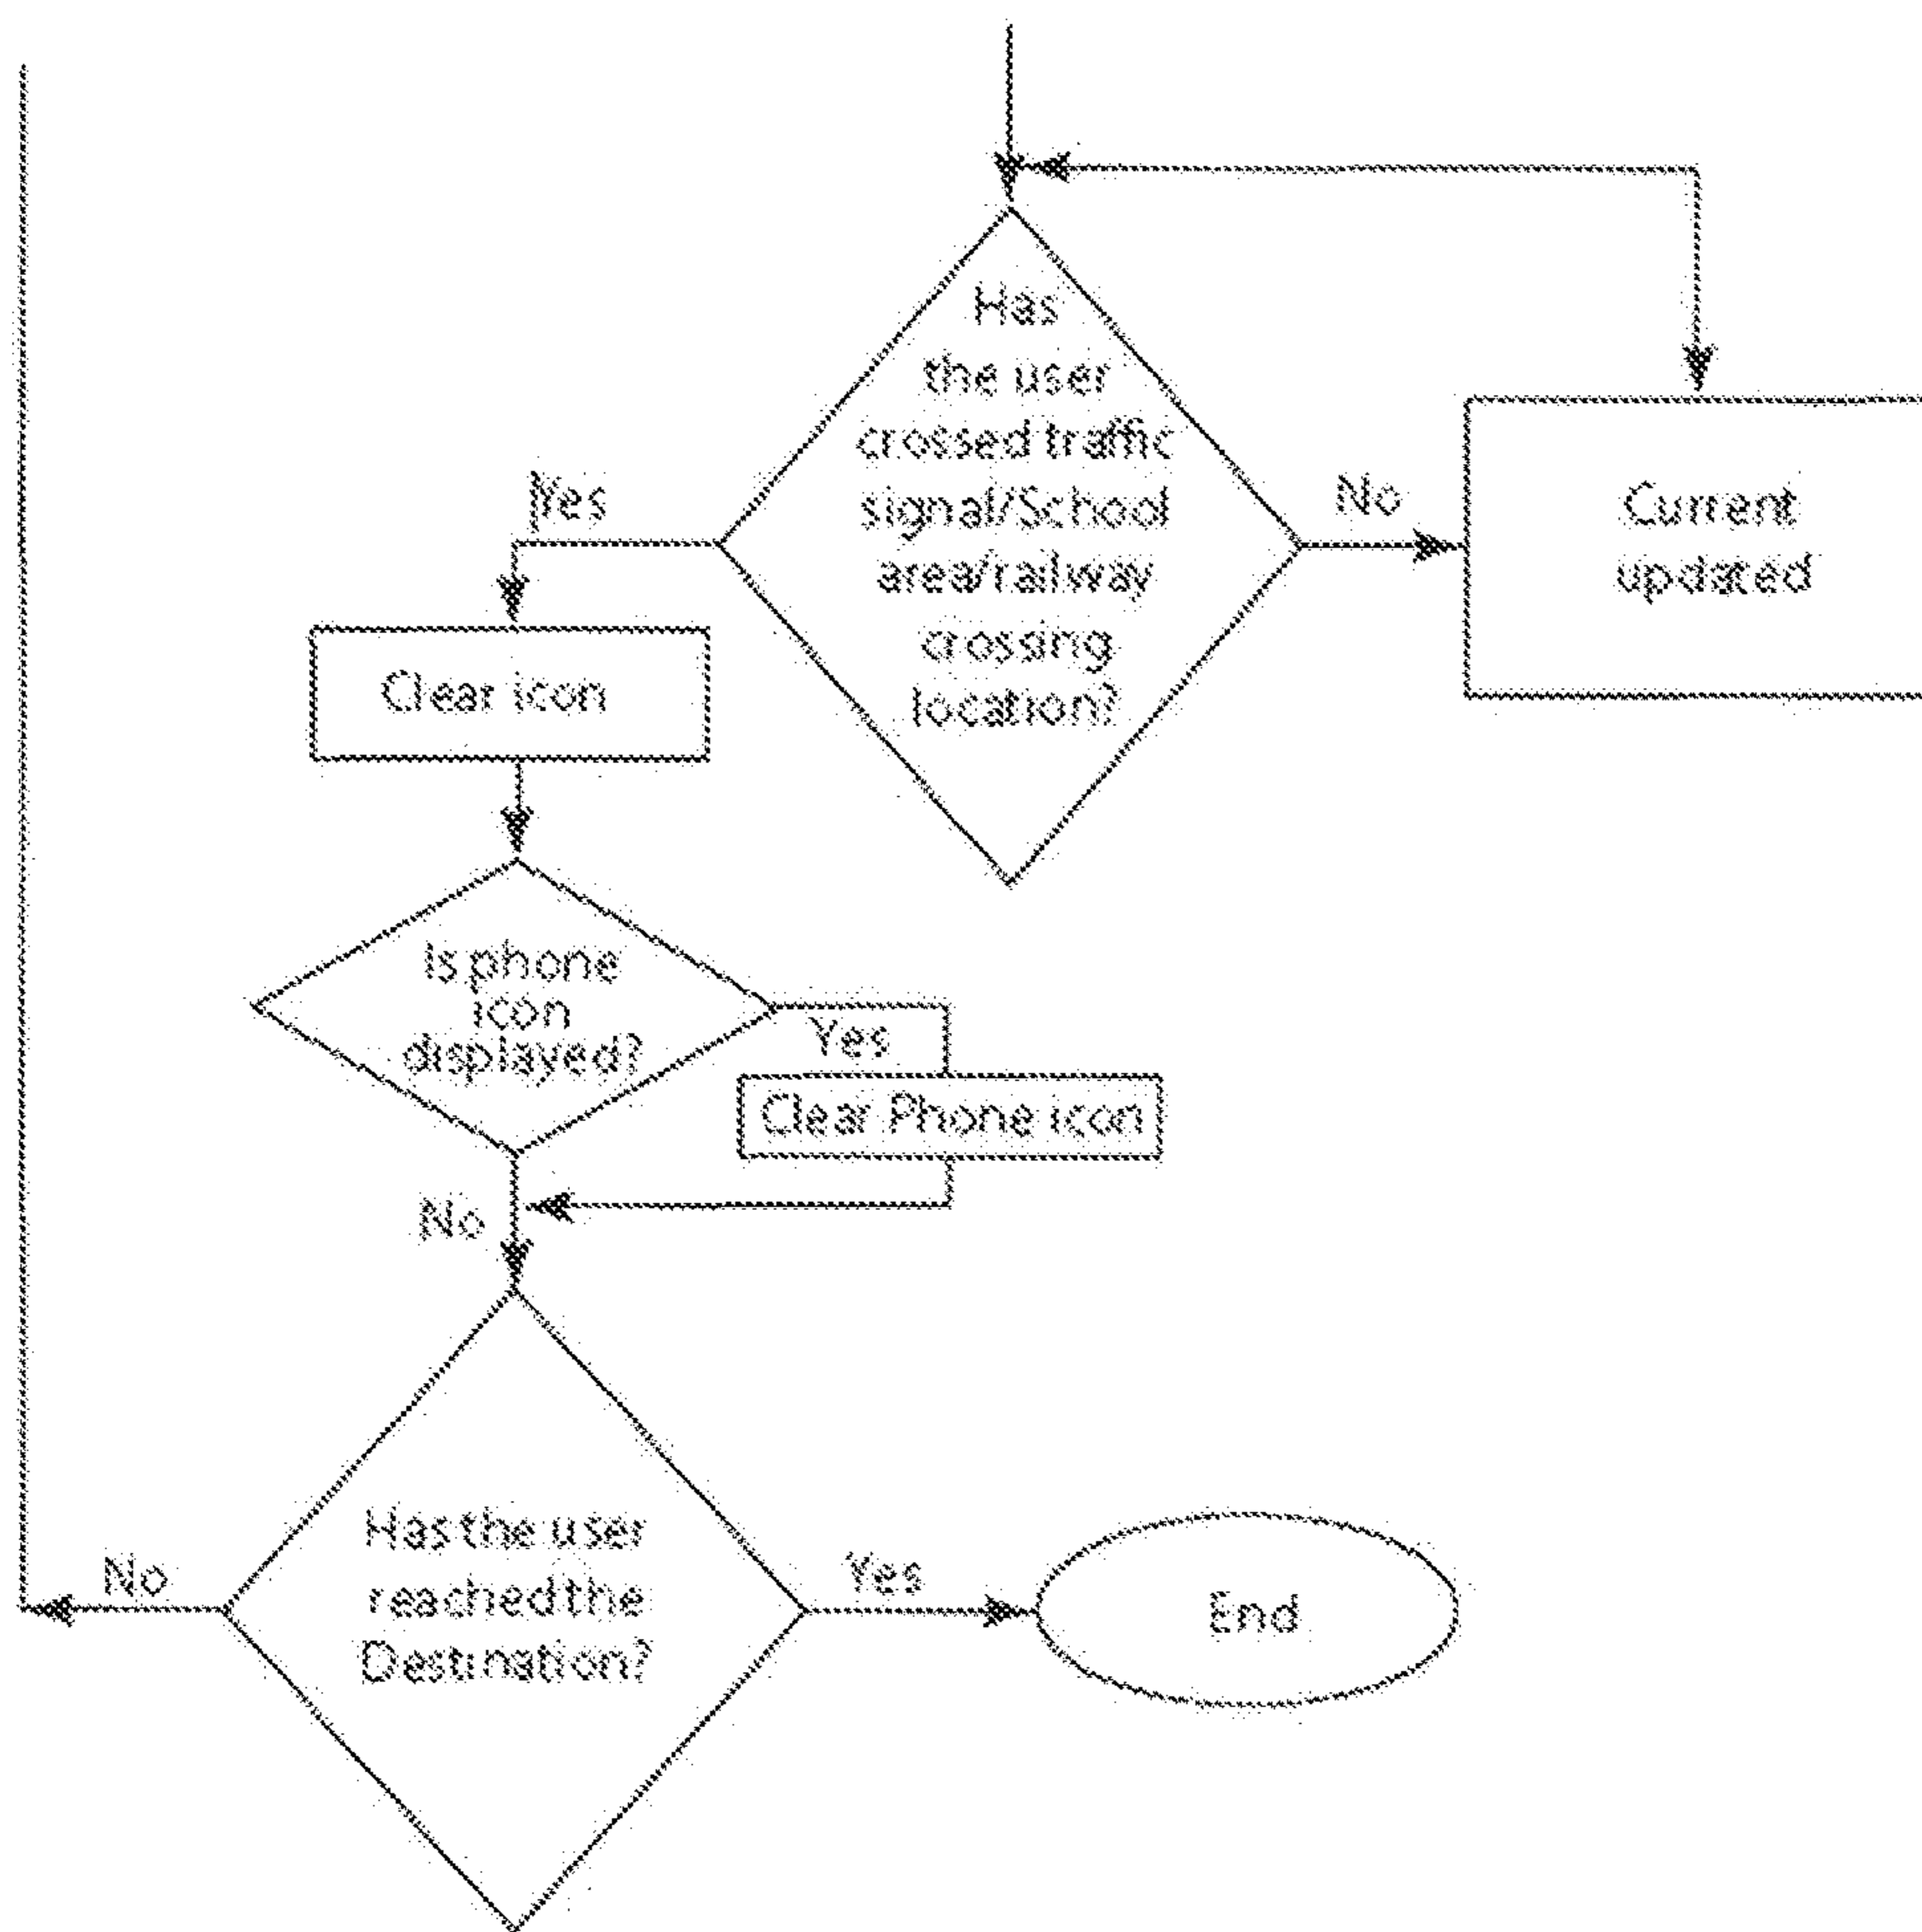 Has
the user
crossed traffic
signal/School
area/railway
crossing
location?
Yes
No
Current
updated
Clear icon
Is phone
icon
displayed?
Yes
Clear Phone icon
No
Has the user
reached the
Destination?
No
Yes
End